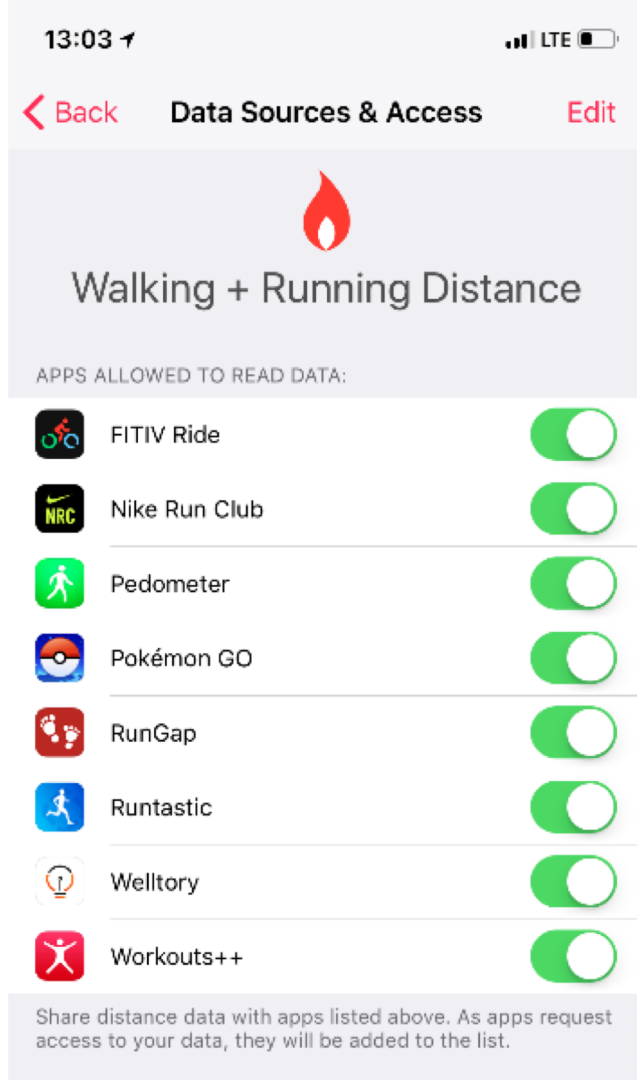 13:03 LTE
Back Data Sources & Access Edit
Walking + Running Distance
APPS ALLOWED TO READ DATA:
FITIV Ride
NRC Nike Run Club
Pedometer
Pokémon GO
RunGap
Runtastic
Welltory
Workouts++
Share distance data with apps listed above. As apps request
access to your data, they will be added to the list.